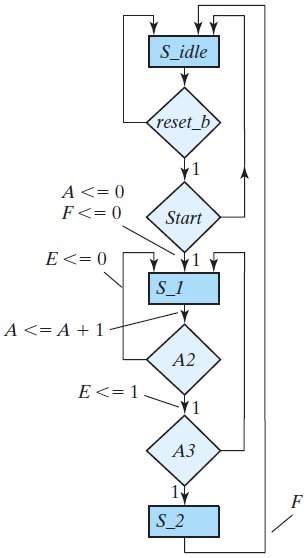 S_idle
reset_b
1
A <= 0
F <= 0
Start
1
E <= 0
S_1
A <= A + 1
A2
E <= 1
1
A3
1
S_2
F